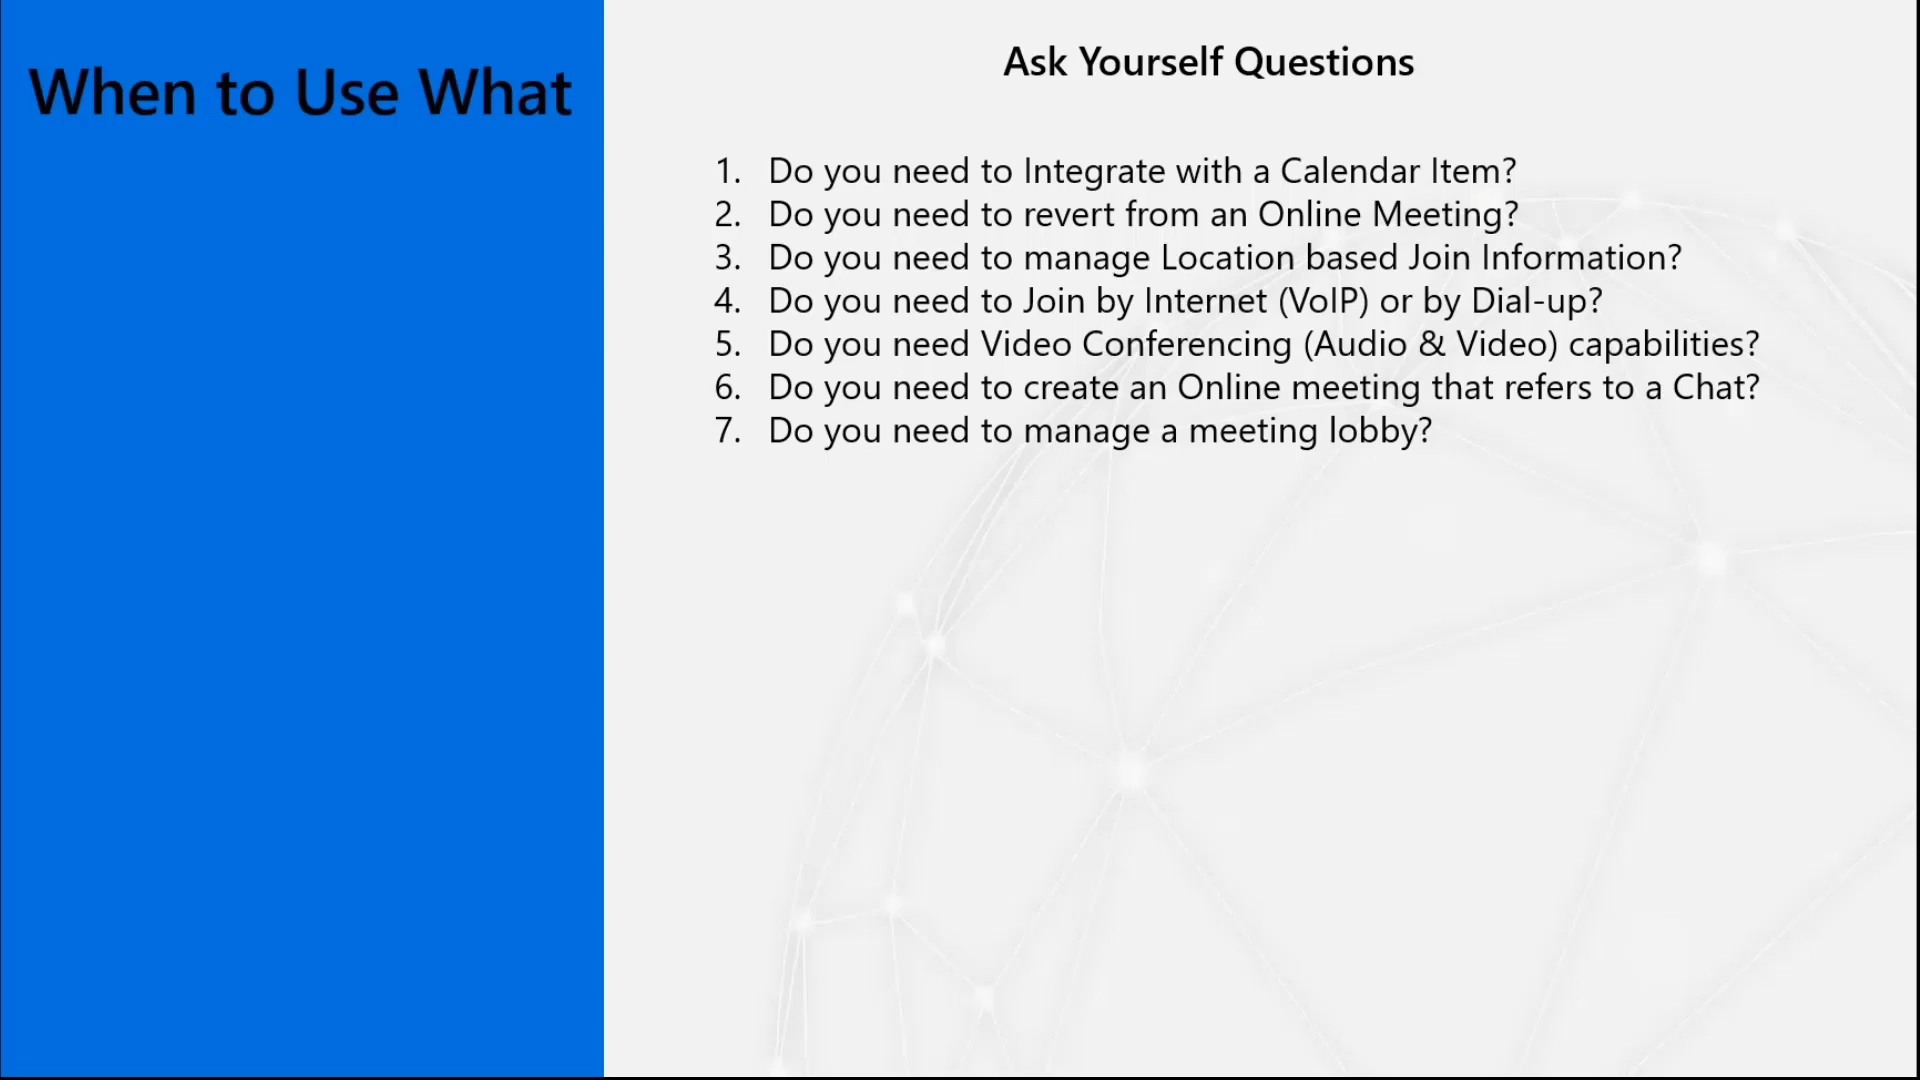 When to Use What
Ask Yourself Questions
1. Do you need to Integrate with a Calendar Item?
2. Do you need to revert from an Online Meeting?
3. Do you need to manage Location based Join Information?
4. Do you need to Join by Internet (VoIP) or by Dial-up?
5. Do you need Video Conferencing (Audio & Video) capabilities?
6. Do you need to create an Online meeting that refers to a Chat?
7. Do you need to manage a meeting lobby?